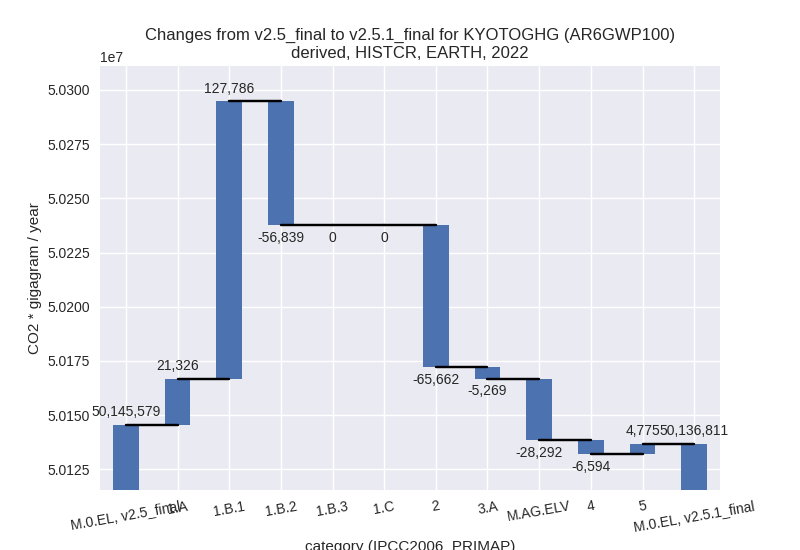 Changes from v2.5_final to v2.5.1_final for KYOTOGHG (AR6GWP100)
derived, HISTCR, EARTH, 2022
1e7
5.0300
5.0275
5.0250
5.0225
5.0200
5.0175
5.0150
5.0125
CO2 * gigagram / year
50,145,579
21,326
127,786
-56,839
0
0
-65,662
-5,269
-28,292
-6,594
4,775
50,136,811
M.0.EL, v2.5_final
1.A
1.B.1
1.B.2
1.B.3
1.C
2
3.A
M.AG.ELV
4
5
M.0.EL, v2.5.1_final
category (IPCC2006_PRIMAP)